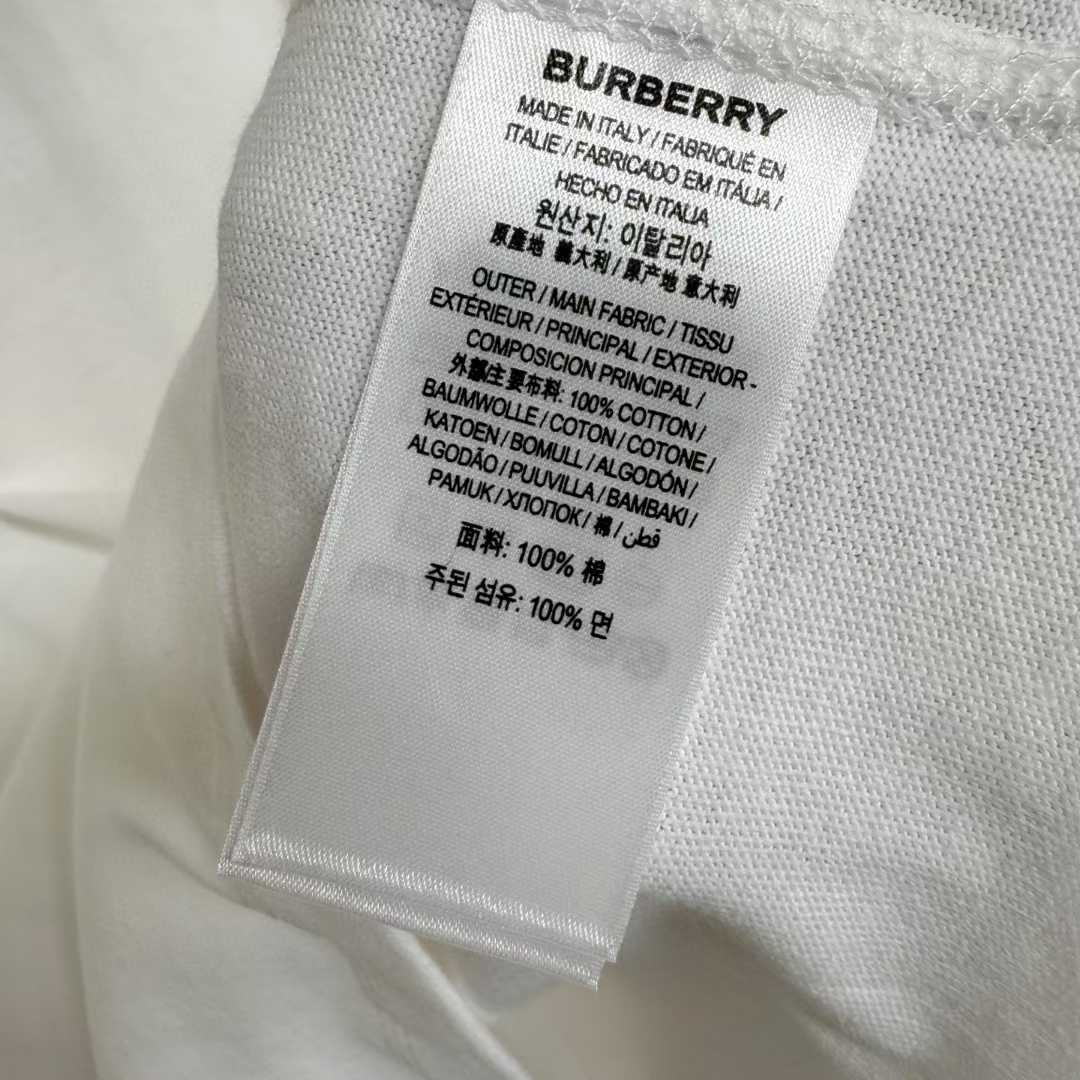 BURBERRY
MADE IN ITALY / FABRIQUÉ EN
ITALIE / FABRICADO EM ITÁLIA /
HECHO EN ITALIA
원산지: 이탈리아
原產地 義大利 / 原产地 意大利
OUTER / MAIN FABRIC / TISSU
EXTÉRIEUR / PRINCIPAL / EXTERIOR -
COMPOSICION PRINCIPAL /
外部主要布料: 100% COTTON /
BAUMWOLLE / COTON / COTONE /
KATOEN / BOMULL / ALGODÓN /
ALGODÃO / PUUVILLA / BAMBAKI /
PAMUK / ХЛОПОК / 棉 / قطن
面料: 100% 棉
주된 섬유: 100% 면